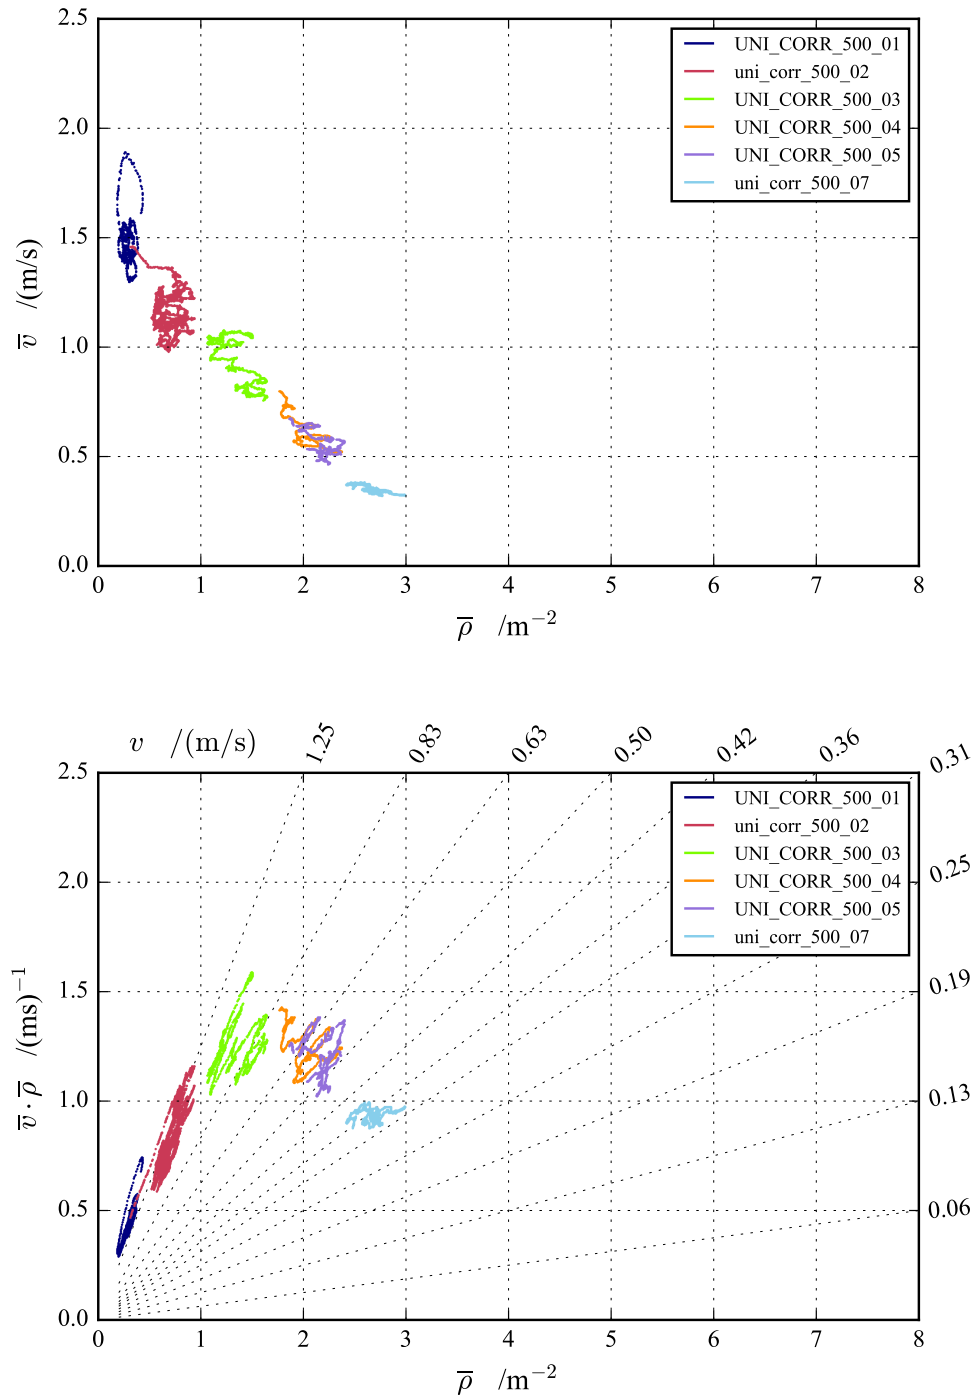 2.5
2.0
1.5
1.0
0.5
0.0
v̅ /(m/s)
UNI_CORR_500_01
uni_corr_500_02
UNI_CORR_500_03
UNI_CORR_500_04
UNI_CORR_500_05
uni_corr_500_07
0 1 2 3 4 5 6 7 8
ρ̅ /m⁻²
v /(m/s) 1.25 0.83 0.63 0.50 0.42 0.36 0.31
0.25
0.19
0.13
0.06
2.5
2.0
1.5
1.0
0.5
0.0
v̅ · ρ̅ /(ms)⁻¹
UNI_CORR_500_01
uni_corr_500_02
UNI_CORR_500_03
UNI_CORR_500_04
UNI_CORR_500_05
uni_corr_500_07
0 1 2 3 4 5 6 7 8
ρ̅ /m⁻²